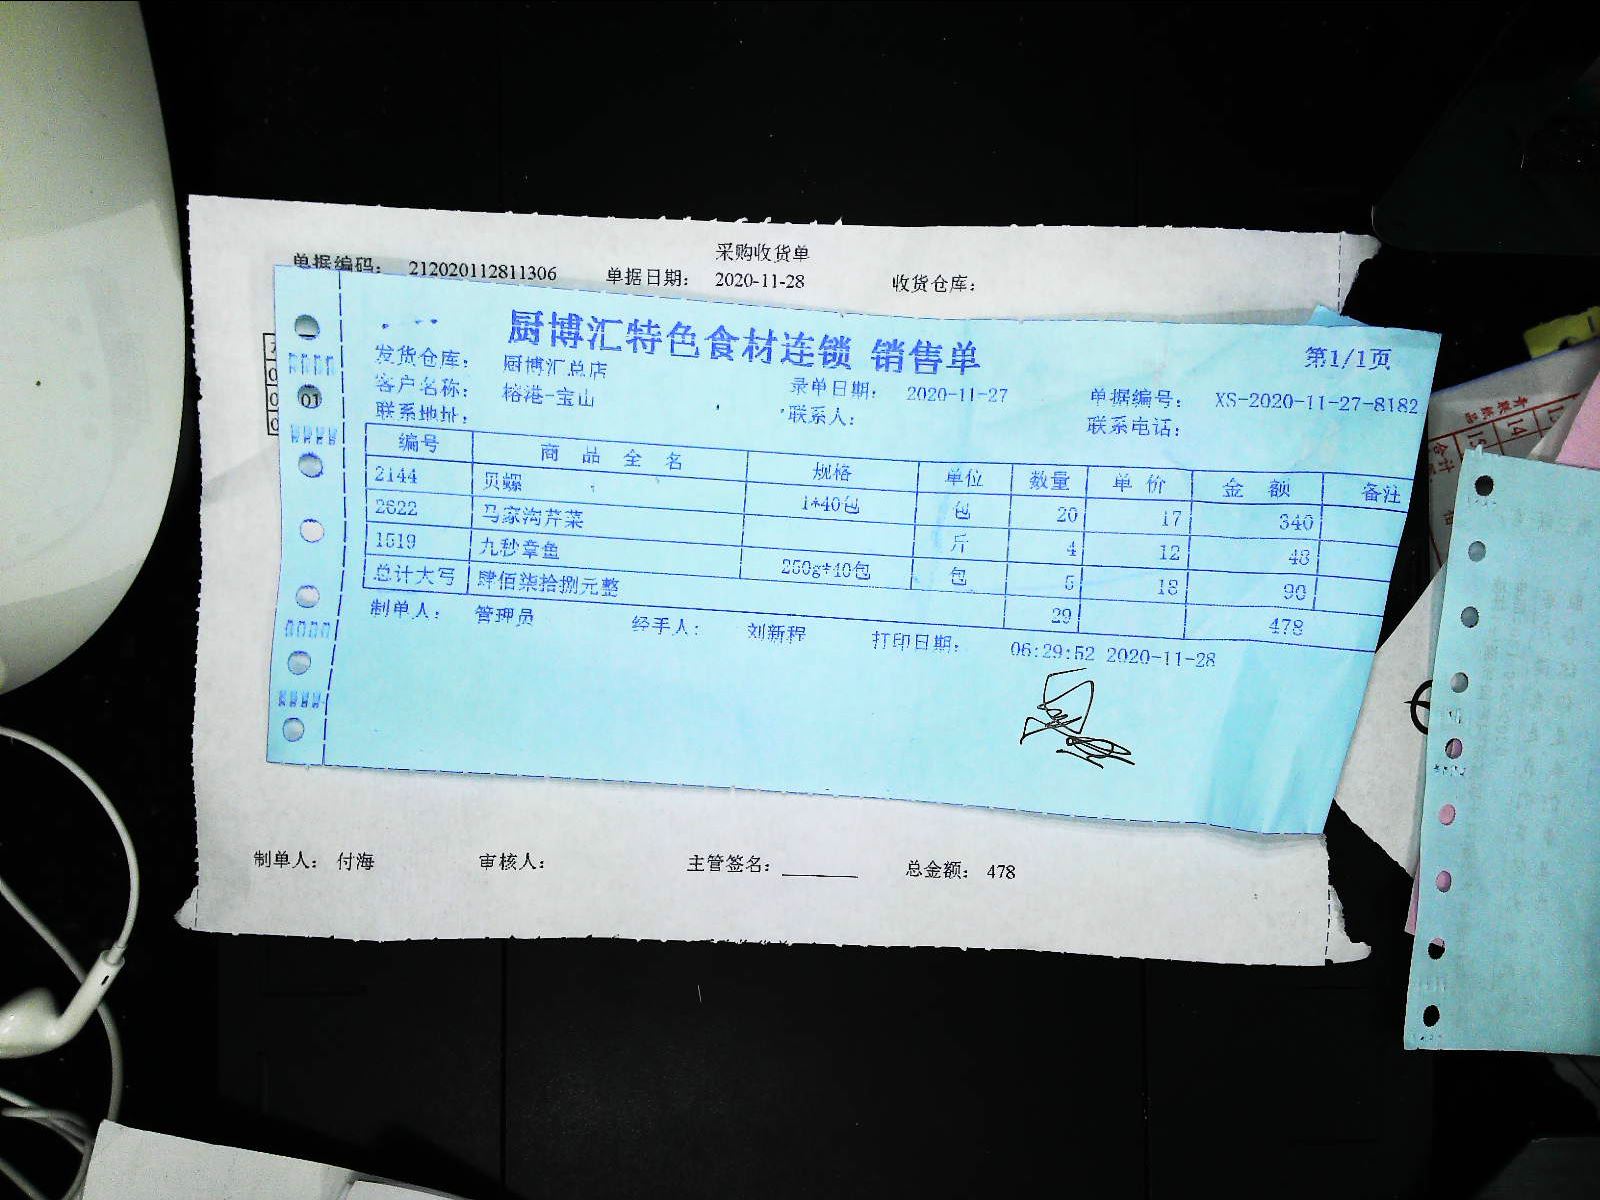 采购收货单
单据编码： 212020112811306 单据日期： 2020-11-28 收货仓库：
厨博汇特色食材连锁 销售单 第1/1页
发货仓库： 厨博汇总店
客户名称： 榕港-宝山 录单日期： 2020-11-27 单据编号： XS-2020-11-27-8182
联系地址： 联系人： 联系电话：
编号 商品全名 规格 单位 数量 单价 金额 备注
2144 贝螺 1*40包 包 20 17 340
2622 马家沟芹菜 斤 4 12 48
1519 九秒章鱼 250g*40包 包 5 18 90
总计大写 肆佰柒拾捌元整 29 478
制单人： 管理员 经手人： 刘新程 打印日期： 06:29:52 2020-11-28
01
制单人： 付海 审核人： 主管签名： 总金额： 478